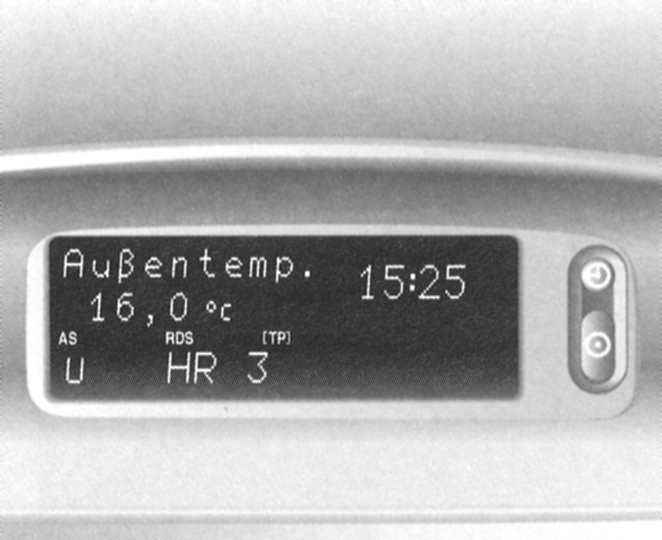 Außentemp. 15:25
16,0 °C
AS RDS [TP]
u HR 3